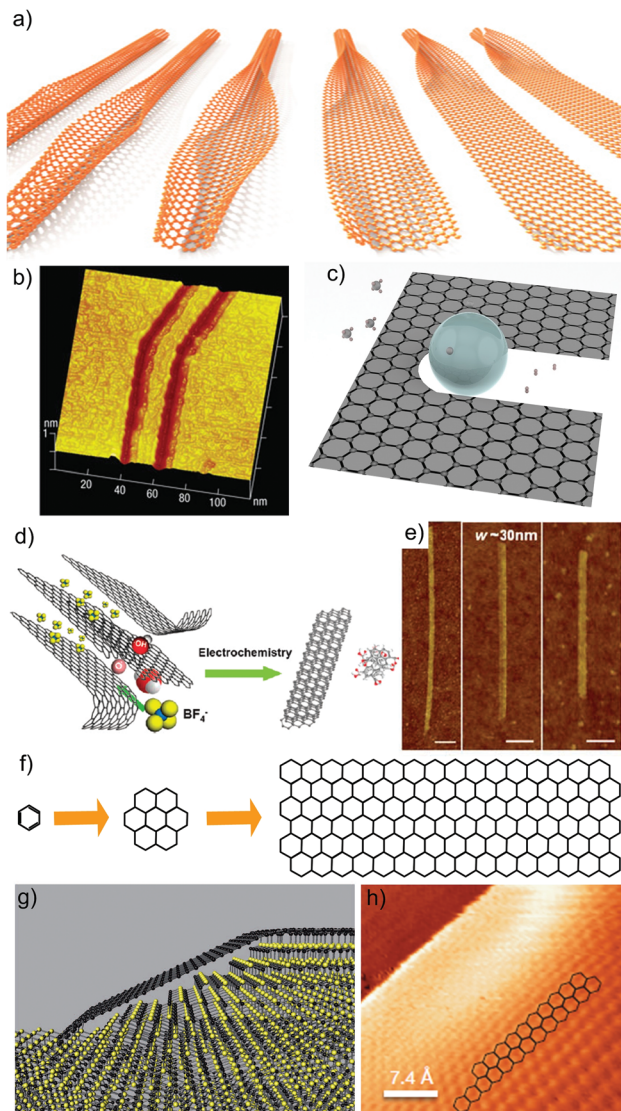 a)
b)
nm
1
20
40
60
80
100
nm
c)
d)
OH
O
BF₄⁻
Electrochemistry
e)
w ~30nm
f)
g)
h)
7.4 Å